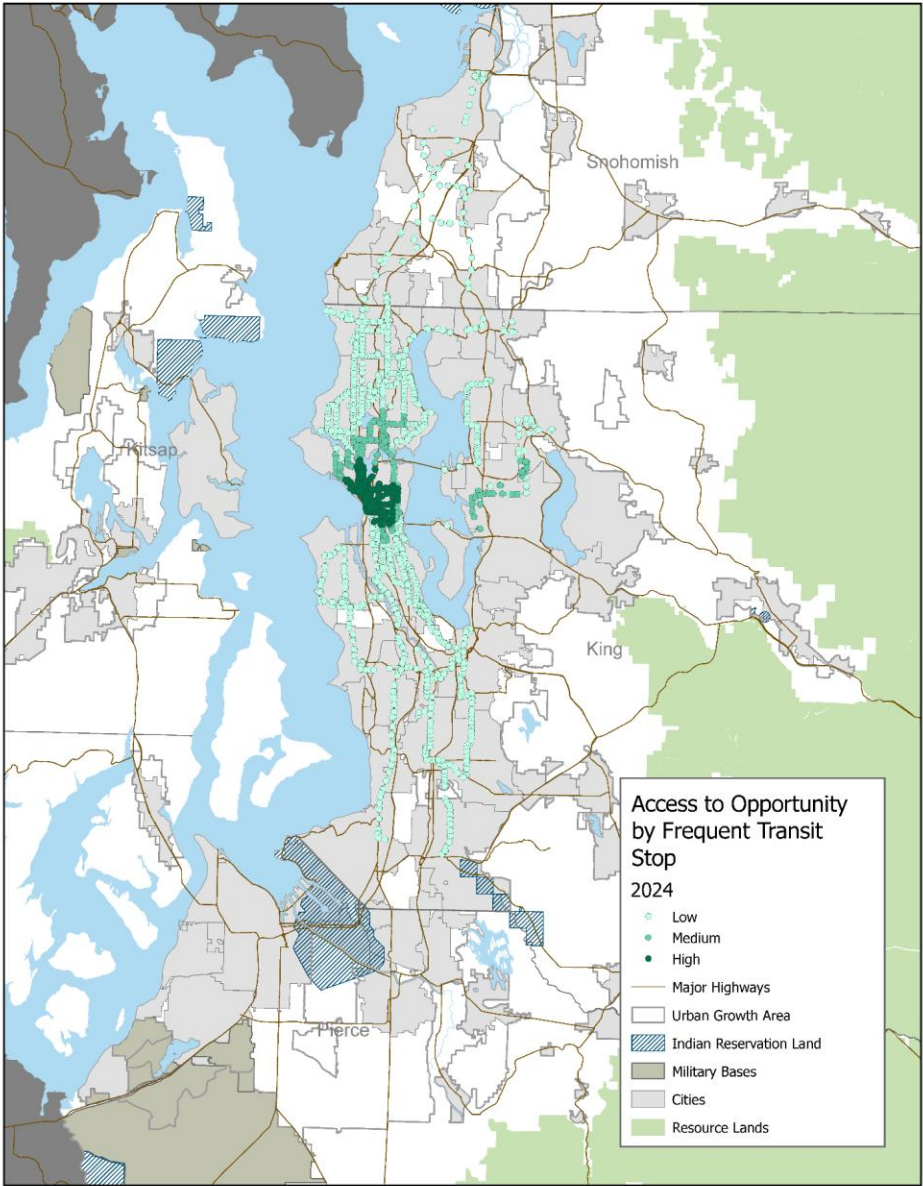 Snohomish
Kitsap
King
Pierce
Access to Opportunity
by Frequent Transit
Stop
2024
Low
Medium
High
Major Highways
Urban Growth Area
Indian Reservation Land
Military Bases
Cities
Resource Lands